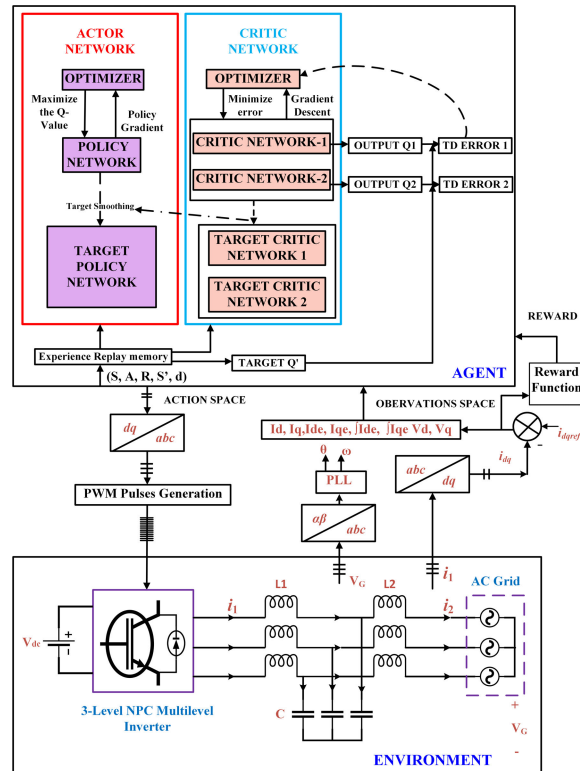 ACTOR
NETWORK
CRITIC
NETWORK
OPTIMIZER
OPTIMIZER
Maximize
the Q-
Value
Policy
Gradient
Minimize
error
Gradient
Descent
POLICY
NETWORK
CRITIC NETWORK-1
OUTPUT Q1
TD ERROR 1
CRITIC NETWORK-2
OUTPUT Q2
TD ERROR 2
Target Smoothing
TARGET
POLICY
NETWORK
TARGET CRITIC
NETWORK 1
TARGET CRITIC
NETWORK 2
REWARD
Experience Replay memory
TARGET Q'
AGENT
(S, A, R, S', d)
Reward
Function
ACTION SPACE
OBERVATIONS SPACE
dq
abc
Id, Iq,Ide, Iqe, ∫Ide, ∫Iqe Vd, Vq
idqref
-
θ
ω
idq
PWM Pulses Generation
PLL
abc
dq
αβ
abc
VG
i1
L1
L2
AC Grid
i1
i2
Vdc
+
C
3-Level NPC Multilevel
Inverter
+
VG
-
ENVIRONMENT